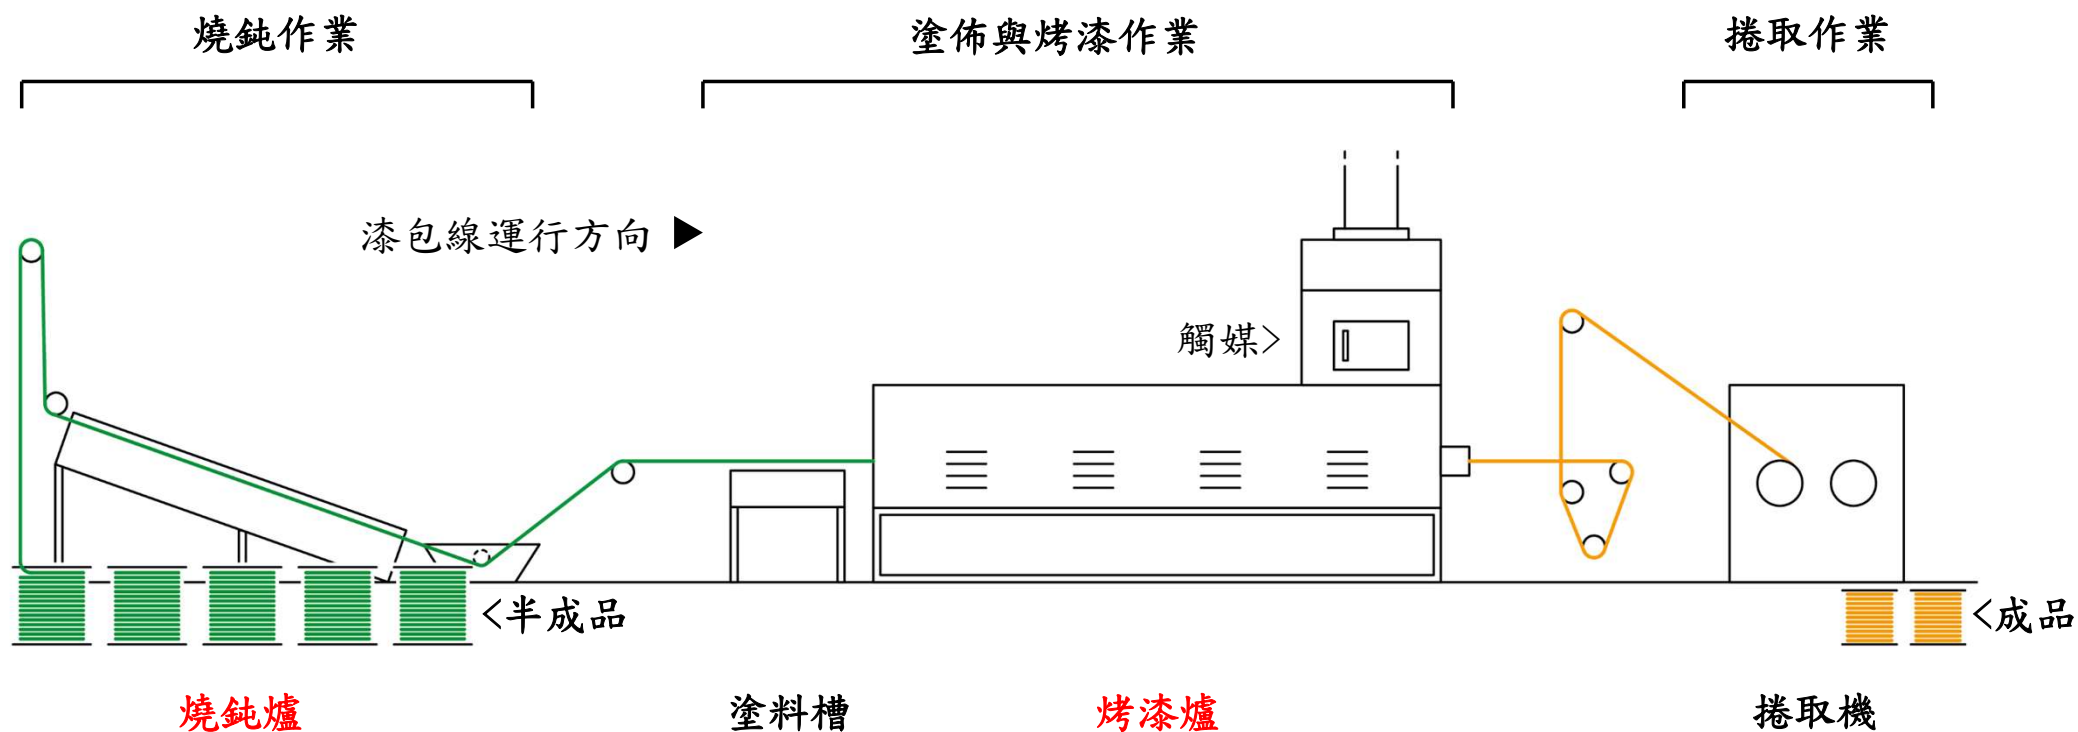 燒鈍作業
塗佈與烤漆作業
捲取作業
漆包線運行方向 ▶
觸媒>
<半成品
<成品
燒鈍爐
塗料槽
烤漆爐
捲取機